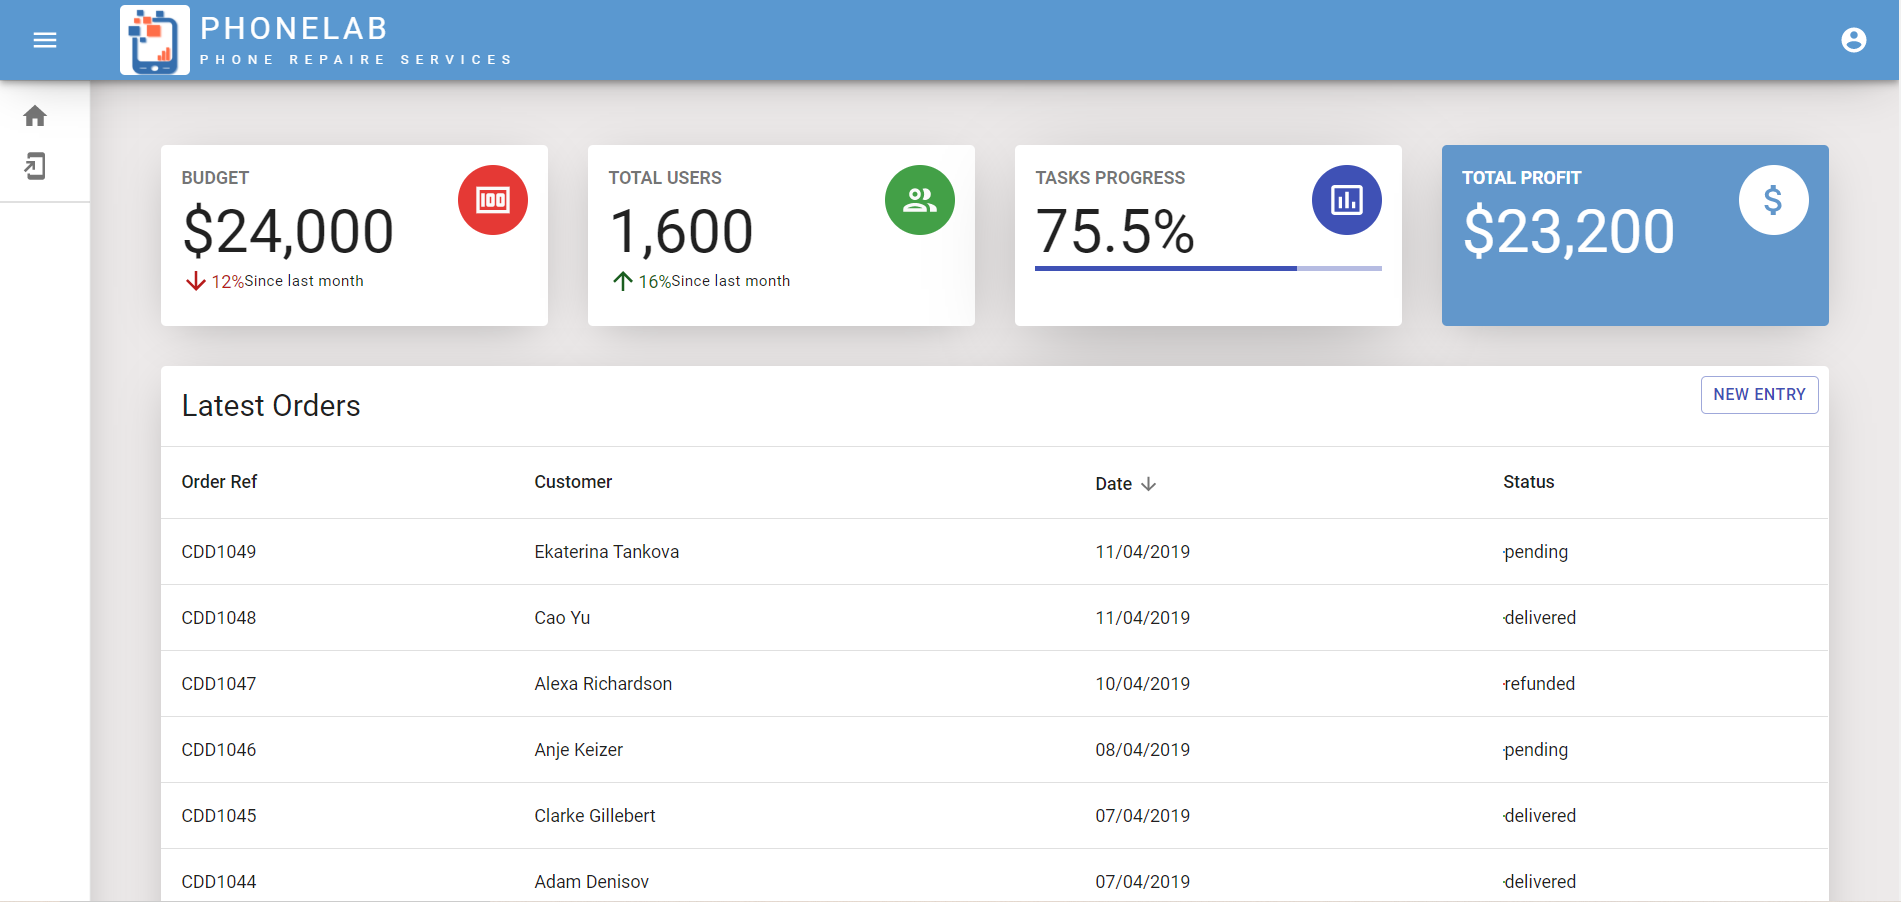 PHONELAB
PHONE REPAIRE SERVICES
BUDGET
$24,000
12%Since last month
100
TOTAL USERS
1,600
16%Since last month
TASKS PROGRESS
75.5%
TOTAL PROFIT
$23,200
$
Latest Orders
NEW ENTRY
Order Ref Customer Date Status
CDD1049 Ekaterina Tankova 11/04/2019 pending
CDD1048 Cao Yu 11/04/2019 delivered
CDD1047 Alexa Richardson 10/04/2019 refunded
CDD1046 Anje Keizer 08/04/2019 pending
CDD1045 Clarke Gillebert 07/04/2019 delivered
CDD1044 Adam Denisov 07/04/2019 delivered